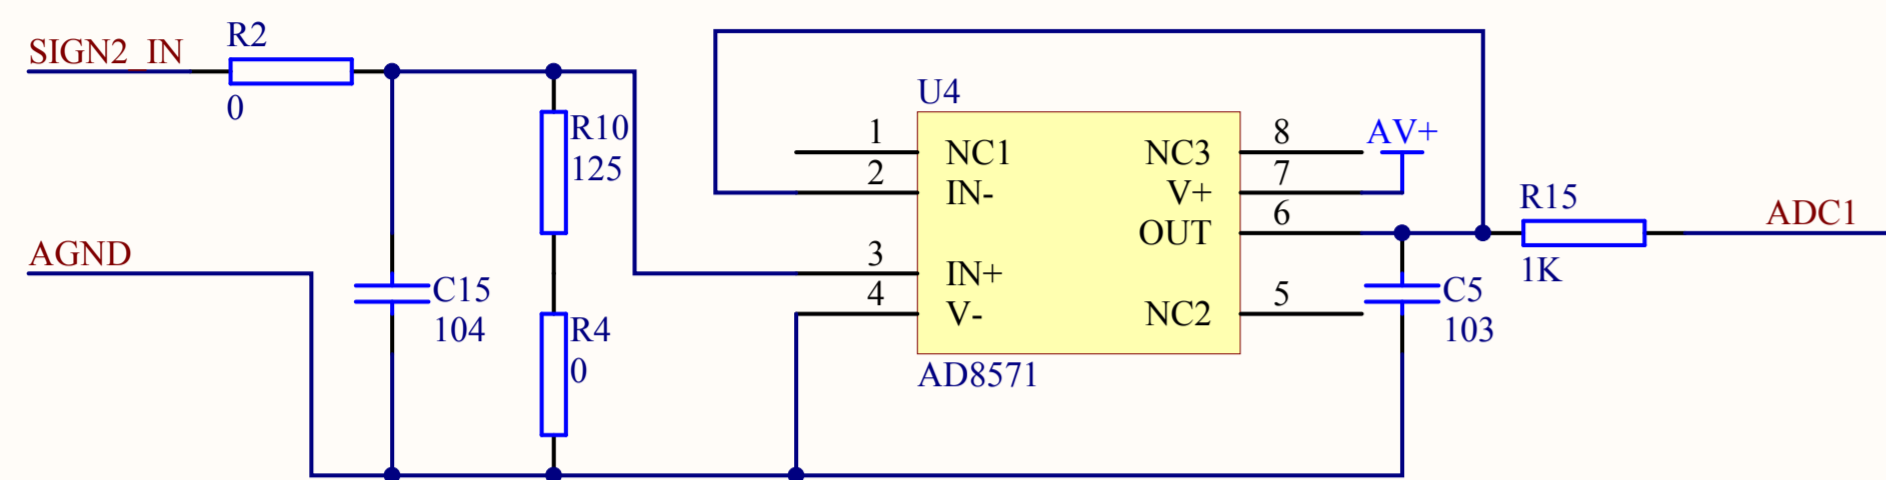 R2
SIGN2_IN
0
AGND
C15
104
R10
125
R4
0
U4
1
NC1
2
IN-
3
IN+
4
V-
NC3
8
V+
7
OUT
6
NC2
5
AD8571
AV+
R15
1K
ADC1
C5
103